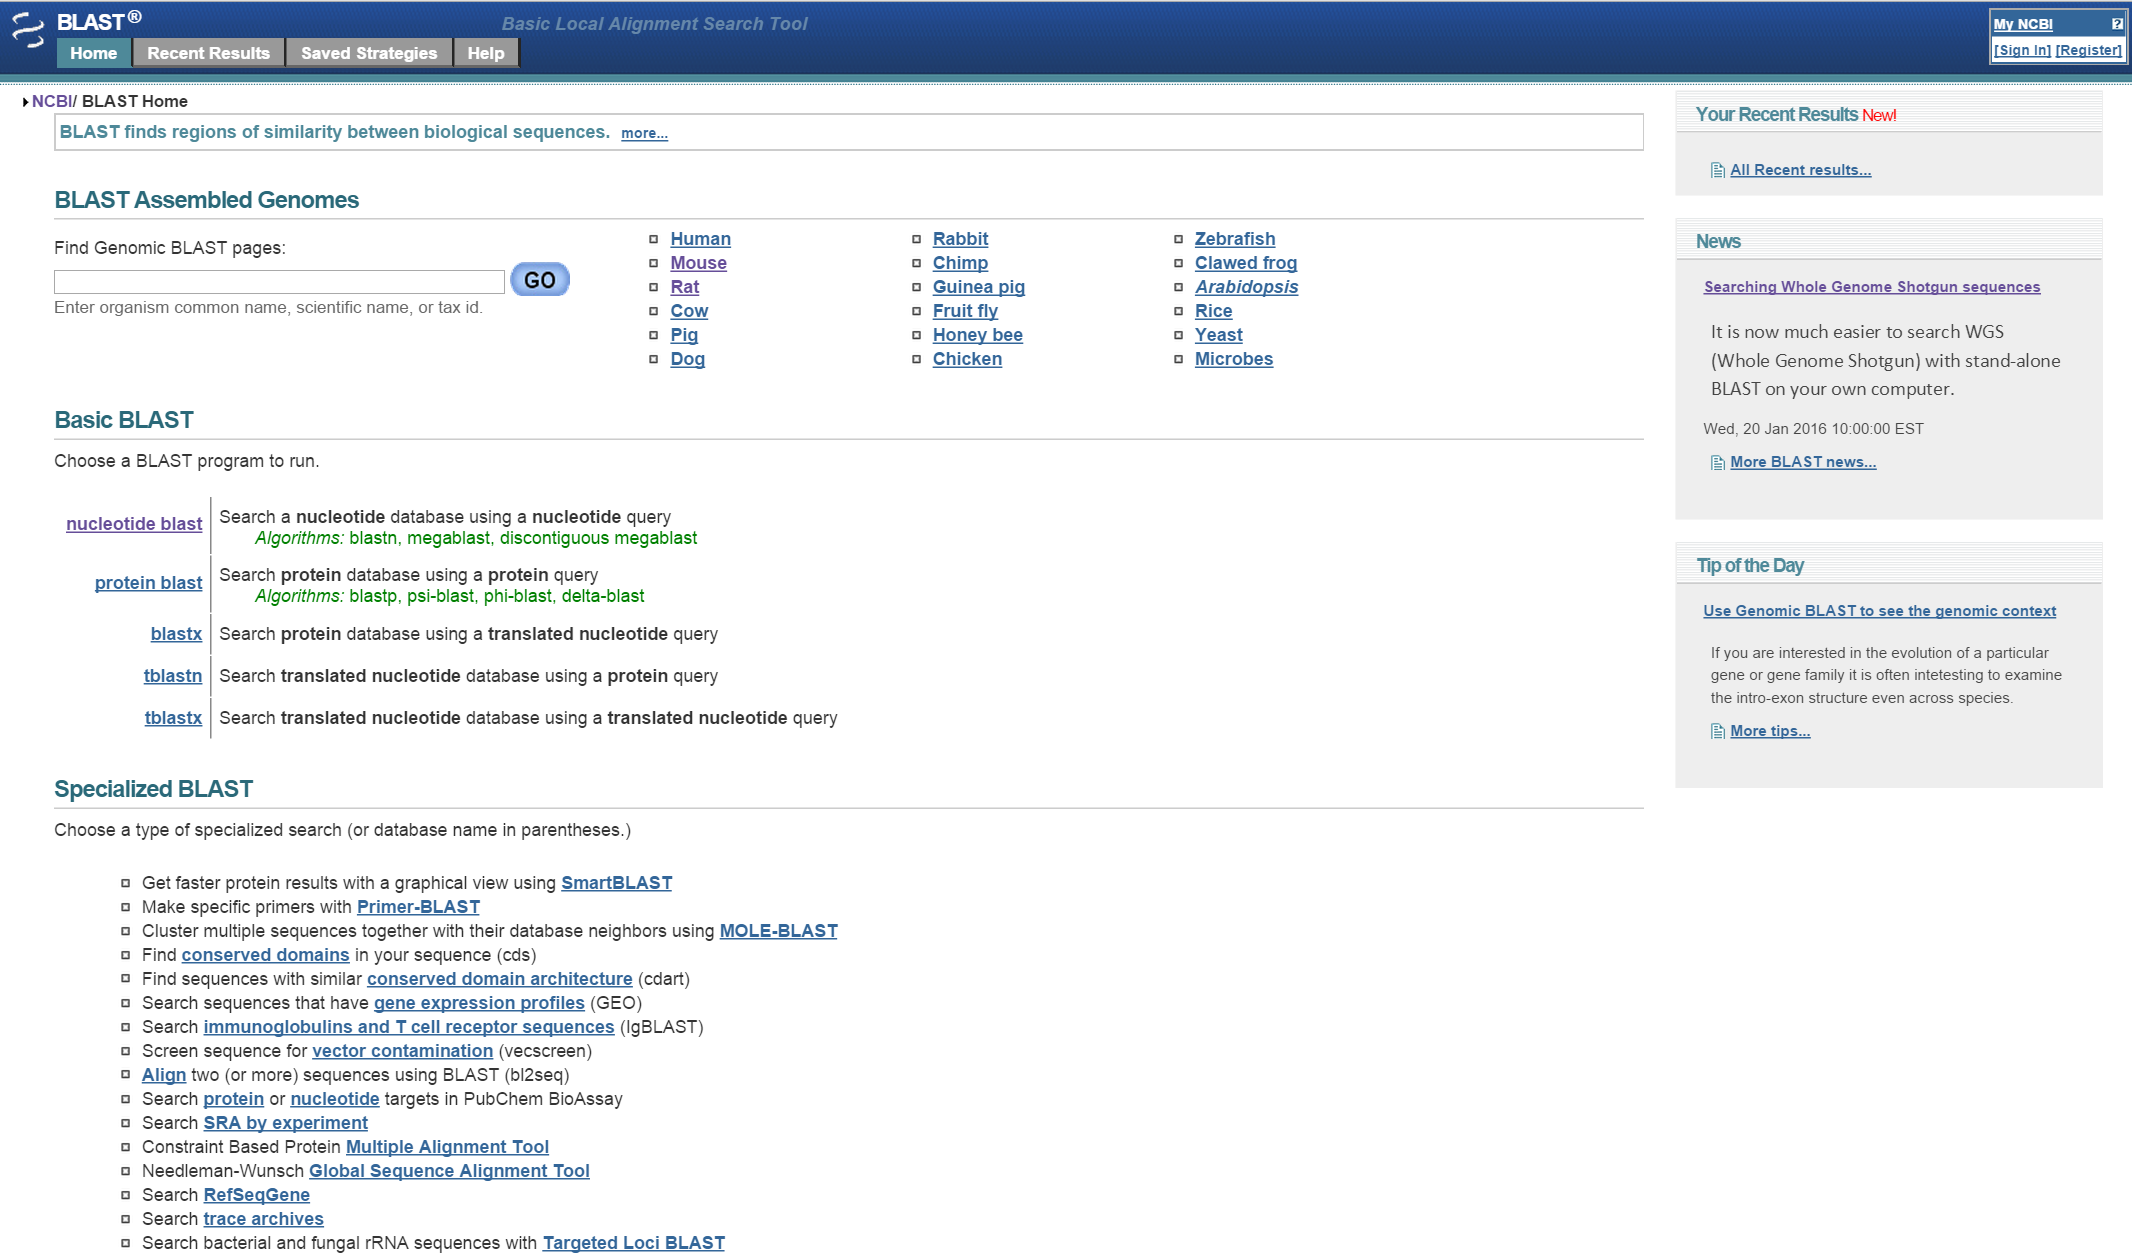 BLAST®
Basic Local Alignment Search Tool
Home
Recent Results
Saved Strategies
Help
My NCBI
?
[Sign In] [Register]
NCBI/ BLAST Home
BLAST finds regions of similarity between biological sequences. more...
BLAST Assembled Genomes
Find Genomic BLAST pages:
GO
Enter organism common name, scientific name, or tax id.
Human
Mouse
Rat
Cow
Pig
Dog
Rabbit
Chimp
Guinea pig
Fruit fly
Honey bee
Chicken
Zebrafish
Clawed frog
Arabidopsis
Rice
Yeast
Microbes
Basic BLAST
Choose a BLAST program to run.
nucleotide blast
Search a nucleotide database using a nucleotide query
Algorithms: blastn, megablast, discontiguous megablast
protein blast
Search protein database using a protein query
Algorithms: blastp, psi-blast, phi-blast, delta-blast
blastx
Search protein database using a translated nucleotide query
tblastn
Search translated nucleotide database using a protein query
tblastx
Search translated nucleotide database using a translated nucleotide query
Specialized BLAST
Choose a type of specialized search (or database name in parentheses.)
Get faster protein results with a graphical view using SmartBLAST
Make specific primers with Primer-BLAST
Cluster multiple sequences together with their database neighbors using MOLE-BLAST
Find conserved domains in your sequence (cds)
Find sequences with similar conserved domain architecture (cdart)
Search sequences that have gene expression profiles (GEO)
Search immunoglobulins and T cell receptor sequences (IgBLAST)
Screen sequence for vector contamination (vecscreen)
Align two (or more) sequences using BLAST (bl2seq)
Search protein or nucleotide targets in PubChem BioAssay
Search SRA by experiment
Constraint Based Protein Multiple Alignment Tool
Needleman-Wunsch Global Sequence Alignment Tool
Search RefSeqGene
Search trace archives
Search bacterial and fungal rRNA sequences with Targeted Loci BLAST
Your Recent Results New!
All Recent results...
News
Searching Whole Genome Shotgun sequences
It is now much easier to search WGS
(Whole Genome Shotgun) with stand-alone
BLAST on your own computer.
Wed, 20 Jan 2016 10:00:00 EST
More BLAST news...
Tip of the Day
Use Genomic BLAST to see the genomic context
If you are interested in the evolution of a particular
gene or gene family it is often intetesting to examine
the intro-exon structure even across species.
More tips...